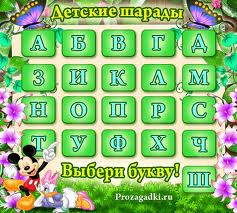 Детские шарады
А Б В Г Д
З И К Л М
Н О П Р С
Т У Ф Х Ч
Выбери букву! Ш
Prozagadki.ru